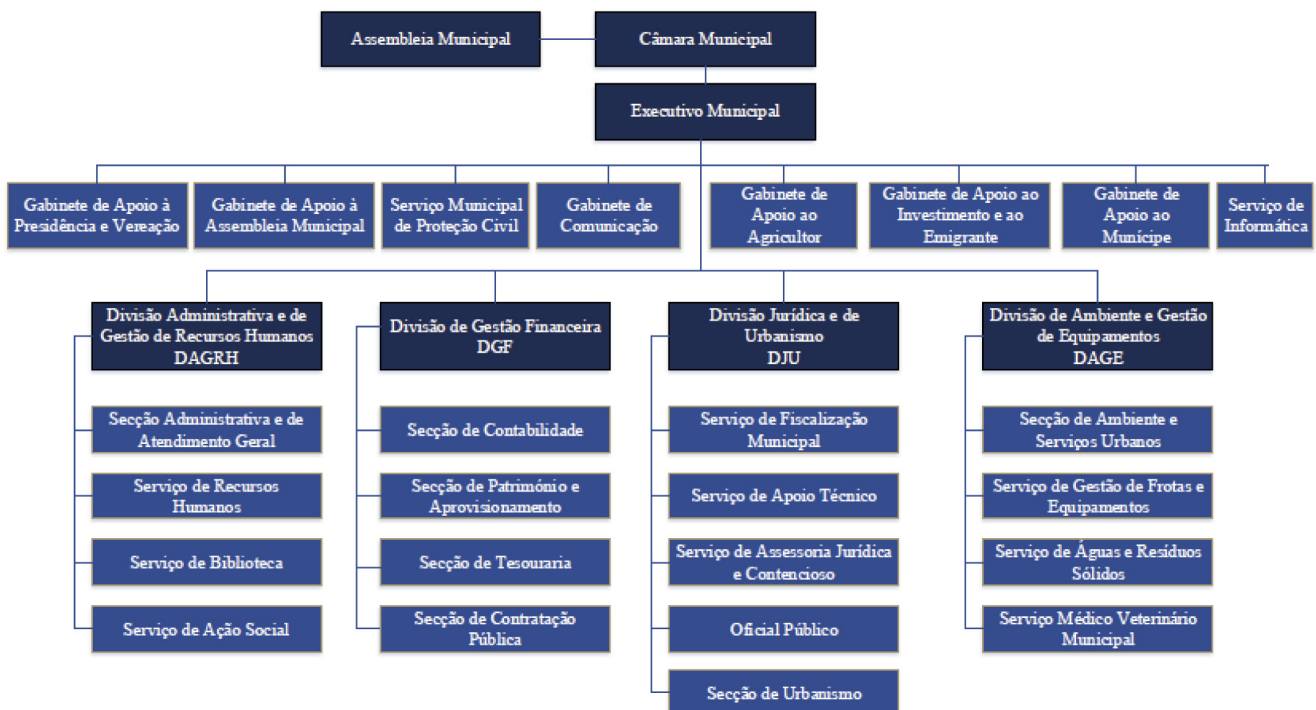 Assembleia Municipal
Câmara Municipal
Executivo Municipal
Gabinete de Apoio à
Presidência e Vereação
Gabinete de Apoio à
Assembleia Municipal
Serviço Municipal
de Proteção Civil
Gabinete de
Comunicação
Gabinete de
Apoio ao
Agricultor
Gabinete de Apoio ao
Investimento e ao
Emigrante
Gabinete de
Apoio ao
Munícipe
Serviço de
Informática
Divisão Administrativa e de
Gestão de Recursos Humanos
DAGRH
Secção Administrativa e de
Atendimento Geral
Serviço de Recursos
Humanos
Serviço de Biblioteca
Serviço de Ação Social
Divisão de Gestão Financeira
DGF
Secção de Contabilidade
Secção de Património e
Aprovisionamento
Secção de Tesouraria
Secção de Contratação
Pública
Divisão Jurídica e de
Urbanismo
DJU
Serviço de Fiscalização
Municipal
Serviço de Apoio Técnico
Serviço de Assessoria Jurídica
e Contencioso
Oficial Público
Secção de Urbanismo
Divisão de Ambiente e Gestão
de Equipamentos
DAGE
Secção de Ambiente e
Serviços Urbanos
Serviço de Gestão de Frotas e
Equipamentos
Serviço de Águas e Resíduos
Sólidos
Serviço Médico Veterinário
Municipal